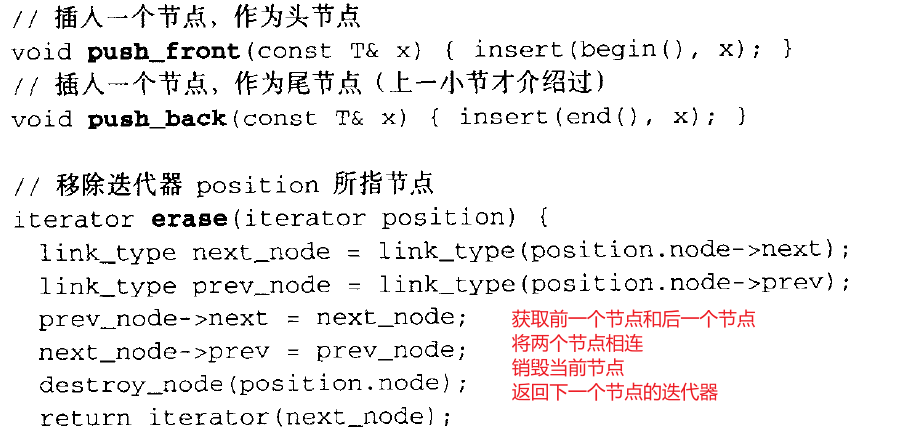 // 插入一个节点，作为头节点
void push_front(const T& x) { insert(begin(), x); }
// 插入一个节点，作为尾节点（上一小节才介绍过）
void push_back(const T& x) { insert(end(), x); }
// 移除迭代器 position 所指节点
iterator erase(iterator position) {
link_type next_node = link_type(position.node->next);
link_type prev_node = link_type(position.node->prev);
prev_node->next = next_node; 获取前一个节点和后一个节点
next_node->prev = prev_node; 将两个节点相连
destroy_node(position.node); 销毁当前节点
return iterator(next_node); 返回下一个节点的迭代器